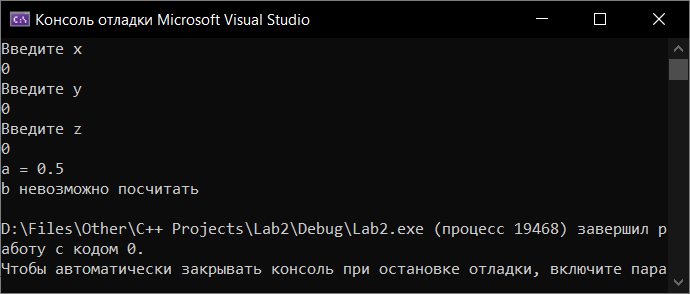 Консоль отладки Microsoft Visual Studio
Введите x
0
Введите y
0
Введите z
0
a = 0.5
b невозможно посчитать
D:\Files\Other\C++ Projects\Lab2\Debug\Lab2.exe (процесс 19468) завершил р
аботу с кодом 0.
Чтобы автоматически закрывать консоль при остановке отладки, включите пара